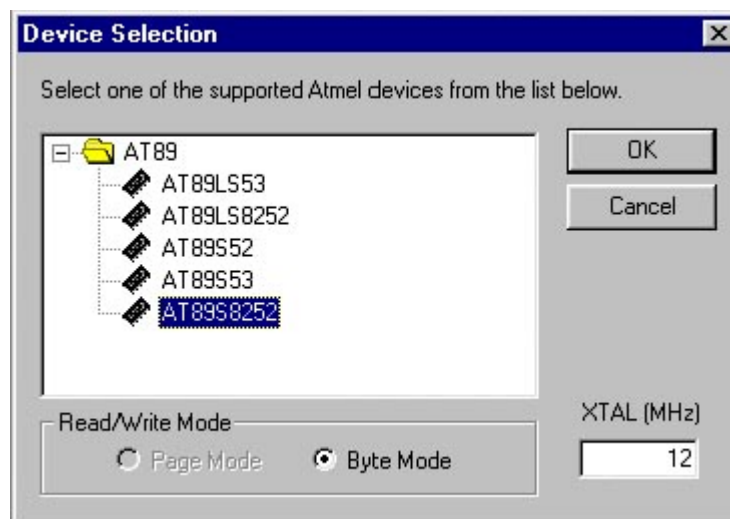 Device Selection
Select one of the supported Atmel devices from the list below.
AT89
AT89LS53
AT89LS8252
AT89S52
AT89S53
AT89S8252
OK
Cancel
Read/Write Mode
Page Mode
Byte Mode
XTAL (MHz)
12